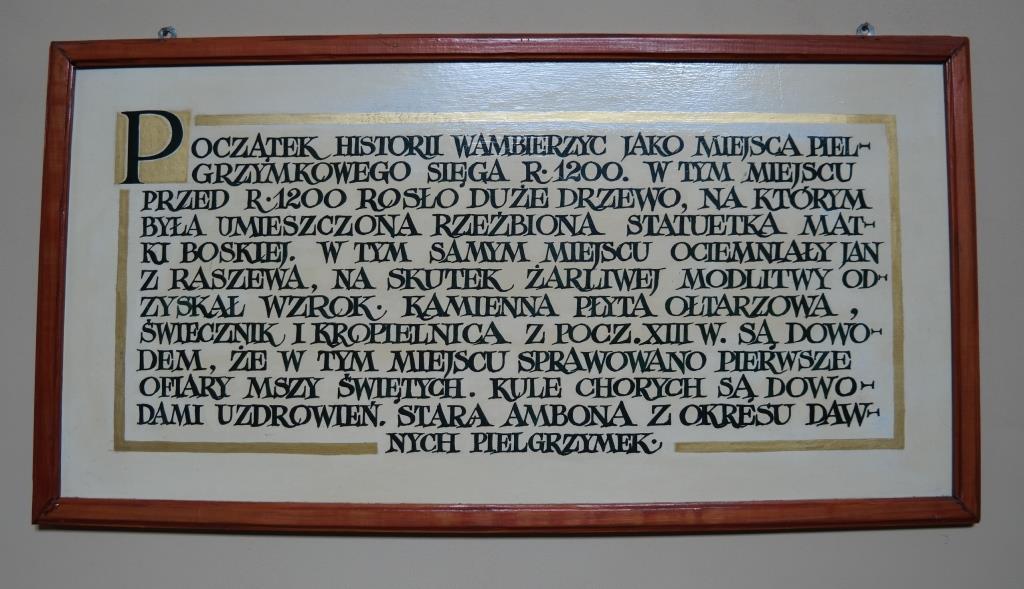 POCZĄTEK HISTORII WAMBIERZYC JAKO MIEJSCA PIEL-
GRZYMKOWEGO SIĘGA R. 1200. W TYM MIEJSCU
PRZED R. 1200 ROSŁO DUŻE DRZEWO, NA KTÓRYM
BYŁA UMIESZCZONA RZEŹBIONA STATUETKA MAT-
KI BOSKIEJ. W TYM SAMYM MIEJSCU OCIEMNIAŁY JAN
Z RASZEWA, NA SKUTEK ŻARLIWEJ MODLITWY OD-
ZYSKAŁ WZROK. KAMIENNA PŁYTA OŁTARZOWA,
ŚWIECZNIK I KROPIELNICA Z POCZ. XIII W. SĄ DOWO-
DEM, ŻE W TYM MIEJSCU SPRAWOWANO PIERWSZE
OFIARY MSZY ŚWIĘTYCH. KULE CHORYCH SĄ DOWO-
DAMI UZDROWIEŃ. STARA AMBONA Z OKRESU DAW-
NYCH PIELGRZYMEK.